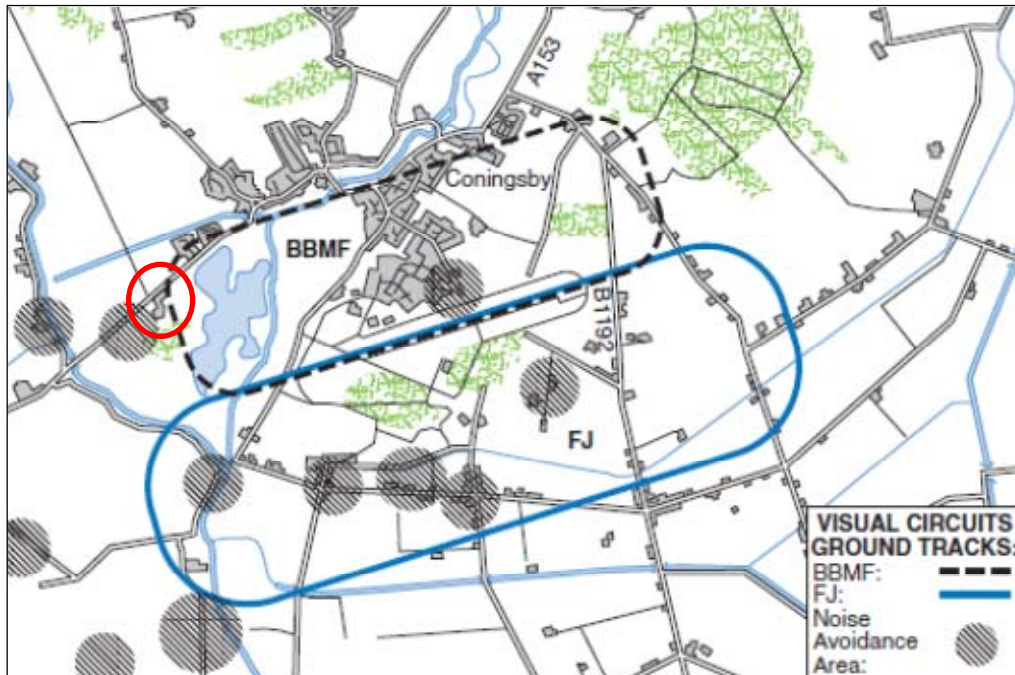 A153
Coningsby
BBMF
B1192
FJ
VISUAL CIRCUITS
GROUND TRACKS:
BBMF:
FJ:
Noise
Avoidance
Area: